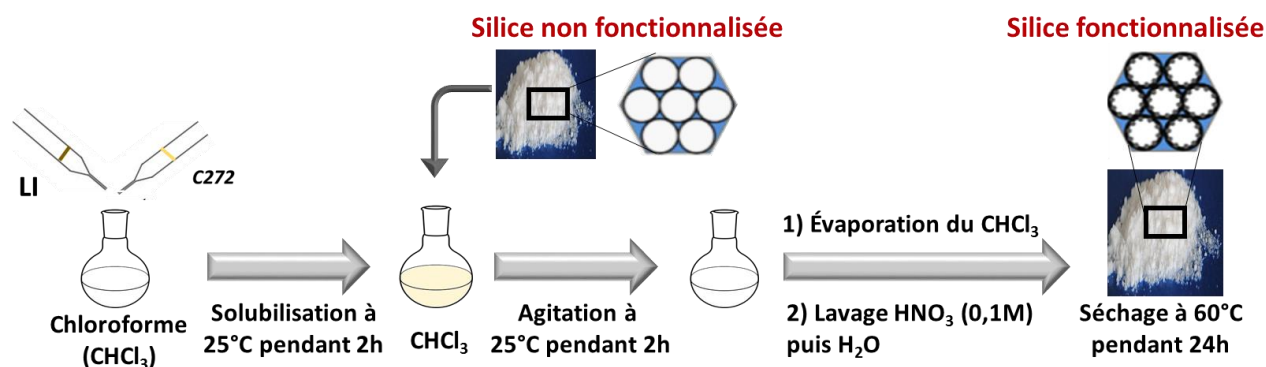 Silice non fonctionnalisée
Silice fonctionnalisée
LI
C272
Chloroforme
(CHCl₃)
Solubilisation à
25°C pendant 2h
CHCl₃
Agitation à
25°C pendant 2h
1) Évaporation du CHCl₃
2) Lavage HNO₃ (0,1M)
puis H₂O
Séchage à 60°C
pendant 24h